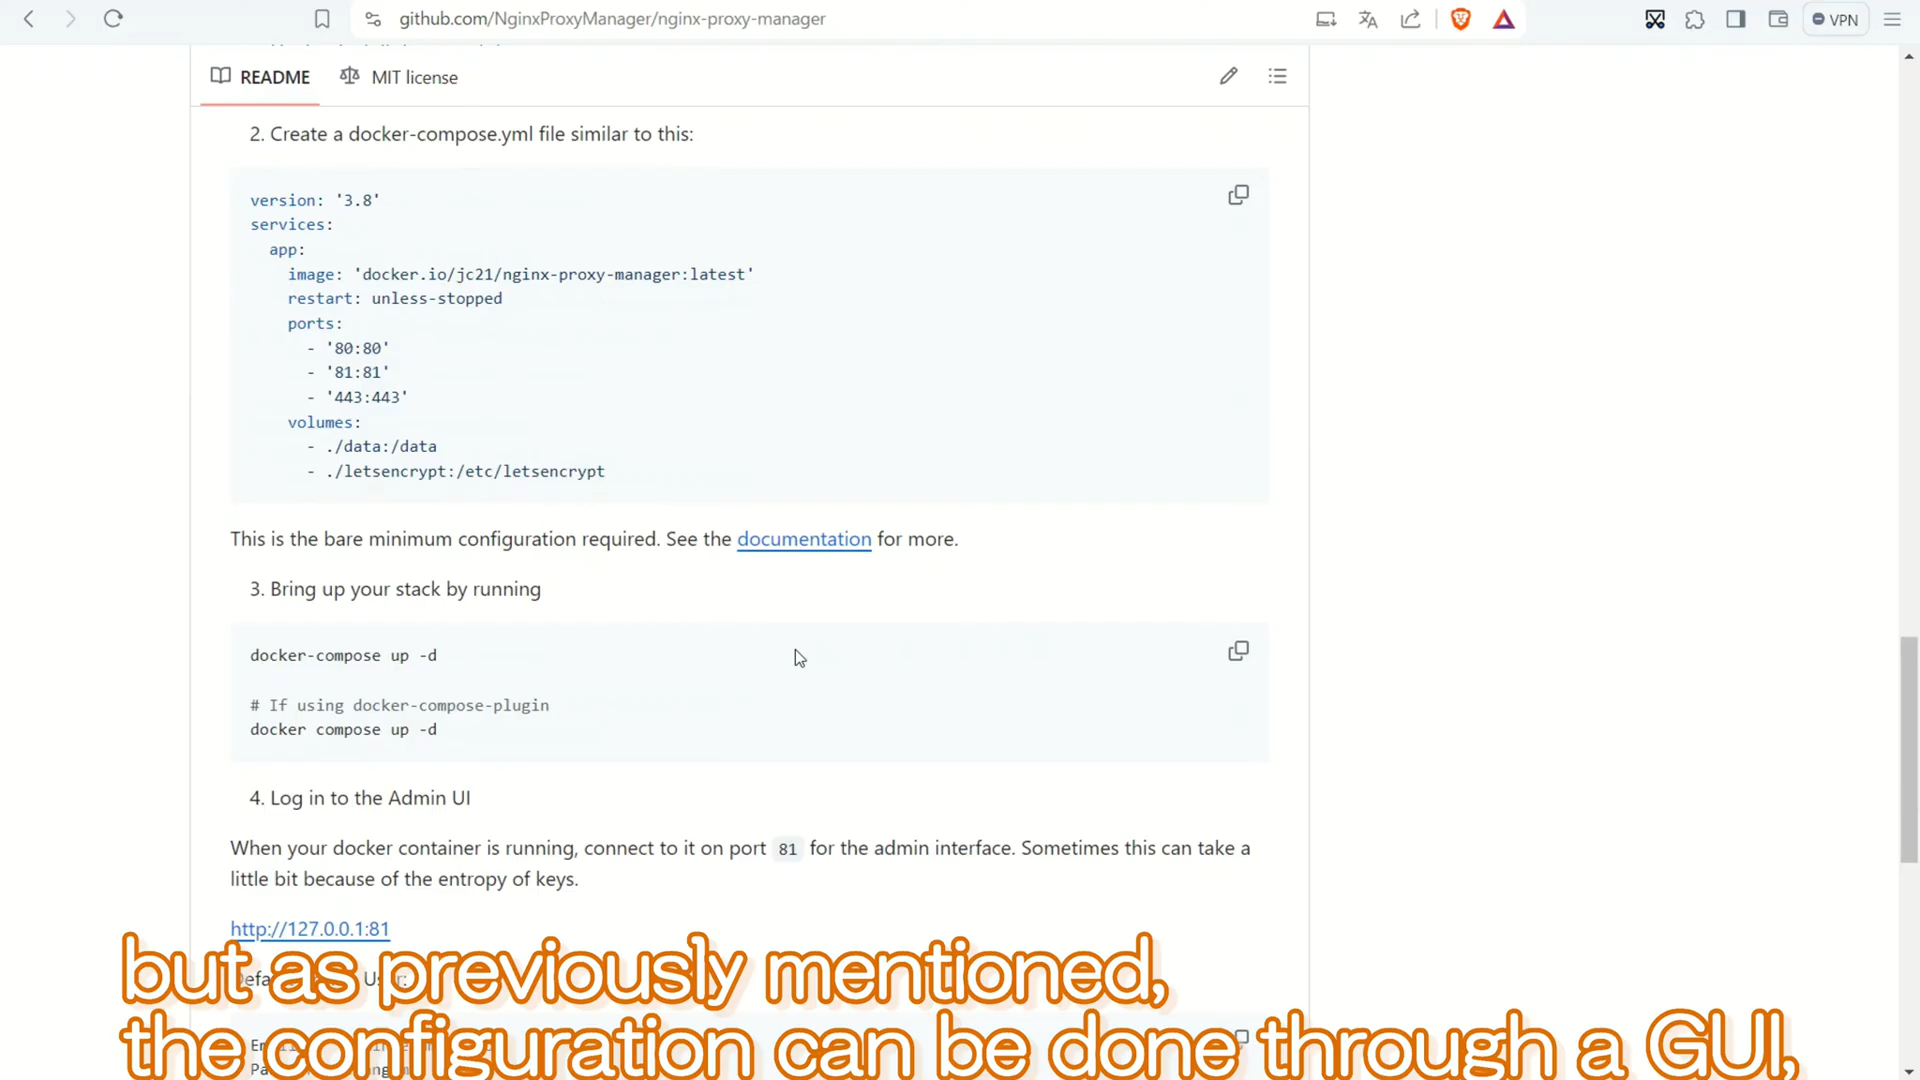 github.com/NginxProxyManager/nginx-proxy-manager
VPN
README
MIT license
2. Create a docker-compose.yml file similar to this:
version: '3.8'
services:
app:
image: 'docker.io/jc21/nginx-proxy-manager:latest'
restart: unless-stopped
ports:
- '80:80'
- '81:81'
- '443:443'
volumes:
- ./data:/data
- ./letsencrypt:/etc/letsencrypt
This is the bare minimum configuration required. See the documentation for more.
3. Bring up your stack by running
docker-compose up -d
# If using docker-compose-plugin
docker compose up -d
4. Log in to the Admin UI
When your docker container is running, connect to it on port 81 for the admin interface. Sometimes this can take a
little bit because of the entropy of keys.
http://127.0.0.1:81
but as previously mentioned,
the configuration can be done through a GUI,